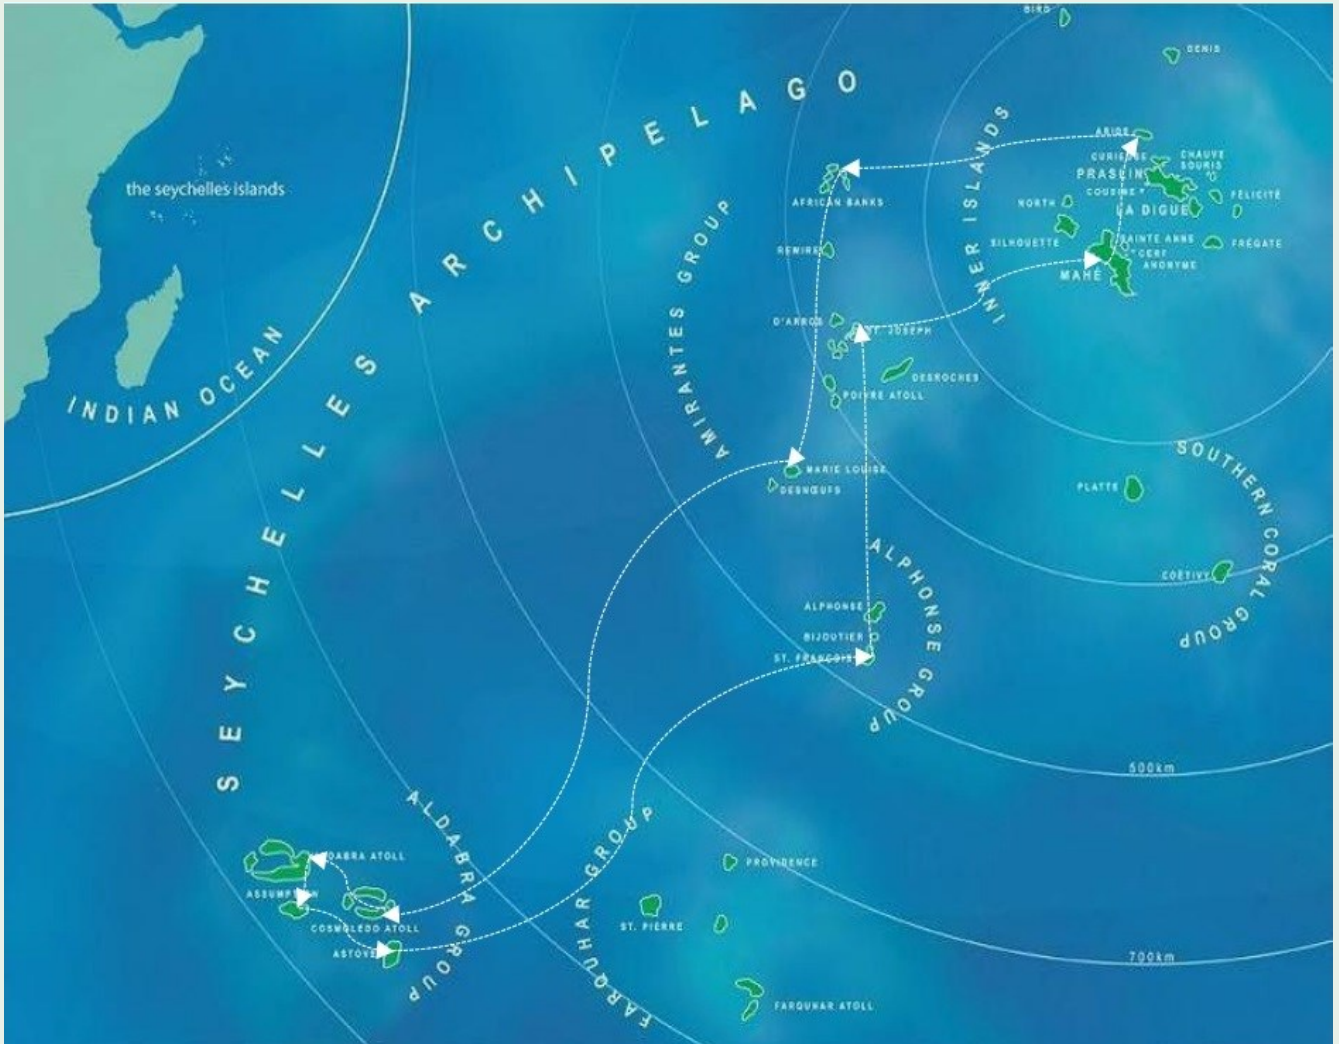 BIRD
DENIS
SEYCHELLES ARCHIPELAGO
INNER ISLANDS
ARIDE
CURIEUSE
CHAUVE
SOURIS
PRASLIN
COUSINE
the seychelles islands
FÉLICITÉ
NORTH
LA DIGUE
AFRICAN BANKS
AMIRANTES GROUP
SILHOUETTE
SAINTE ANNE
FRÉGATE
REMIRE
CERF
ANONYME
MAHÉ
D'ARROS
ST. JOSEPH
INDIAN OCEAN
DESROCHES
POIVRE ATOLL
SOUTHERN CORAL GROUP
MARIE LOUISE
DESNŒUFS
PLATTE
ALPHONSE GROUP
COËTIVY
ALPHONSE
BIJOUTIER
ST. FRANCOIS
500km
ALDABRA GROUP
FARQUHAR GROUP
ALDABRA ATOLL
PROVIDENCE
ASSUMPTION
COSMOLEDO ATOLL
ST. PIERRE
ASTOVE
700km
FARQUHAR ATOLL